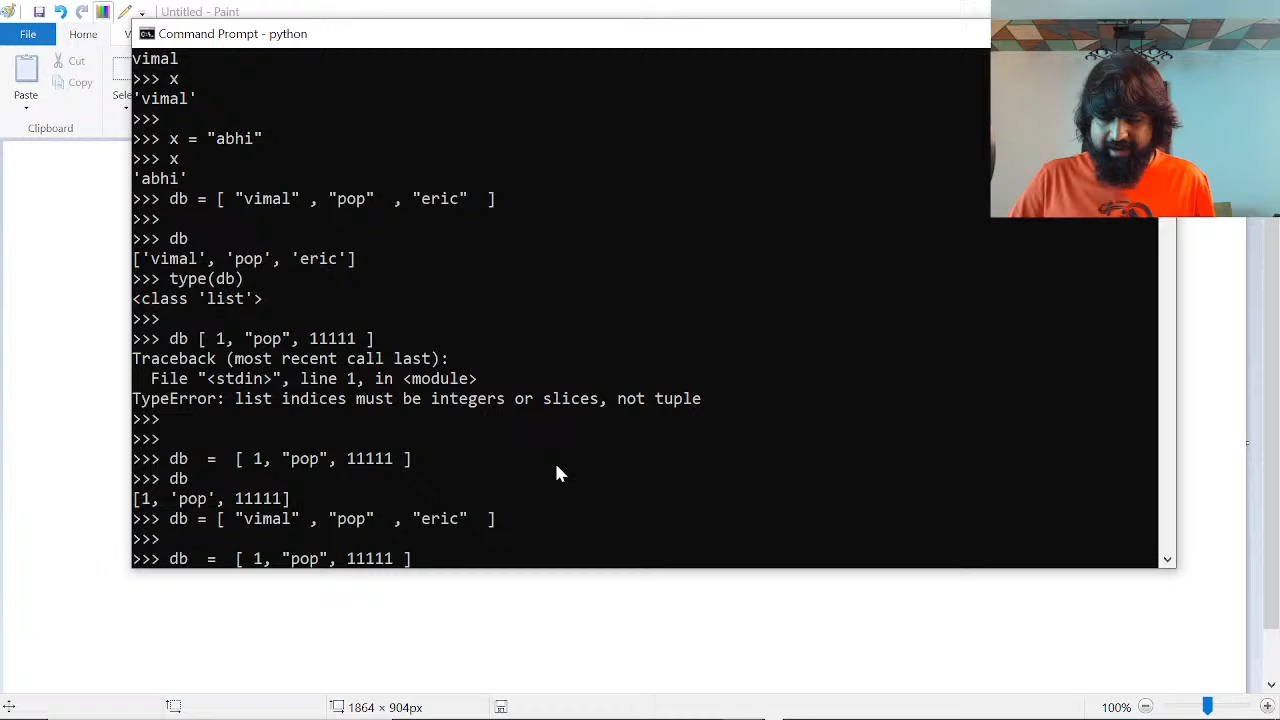 Untitled - Paint
File
Home
V
Cut
Copy
Paste
Selec
Clipboard
Command Prompt - python
vimal
>>> x
'vimal'
>>>
>>> x = "abhi"
>>> x
'abhi'
>>> db = [ "vimal" , "pop"  , "eric"  ]
>>>
>>> db
['vimal', 'pop', 'eric']
>>> type(db)
<class 'list'>
>>>
>>> db [ 1, "pop", 11111 ]
Traceback (most recent call last):
  File "<stdin>", line 1, in <module>
TypeError: list indices must be integers or slices, not tuple
>>>
>>>
>>> db  =  [ 1, "pop", 11111 ]
>>> db
[1, 'pop', 11111]
>>> db = [ "vimal" , "pop"  , "eric"  ]
>>>
>>> db  =  [ 1, "pop", 11111 ]
1864 × 904px
100%